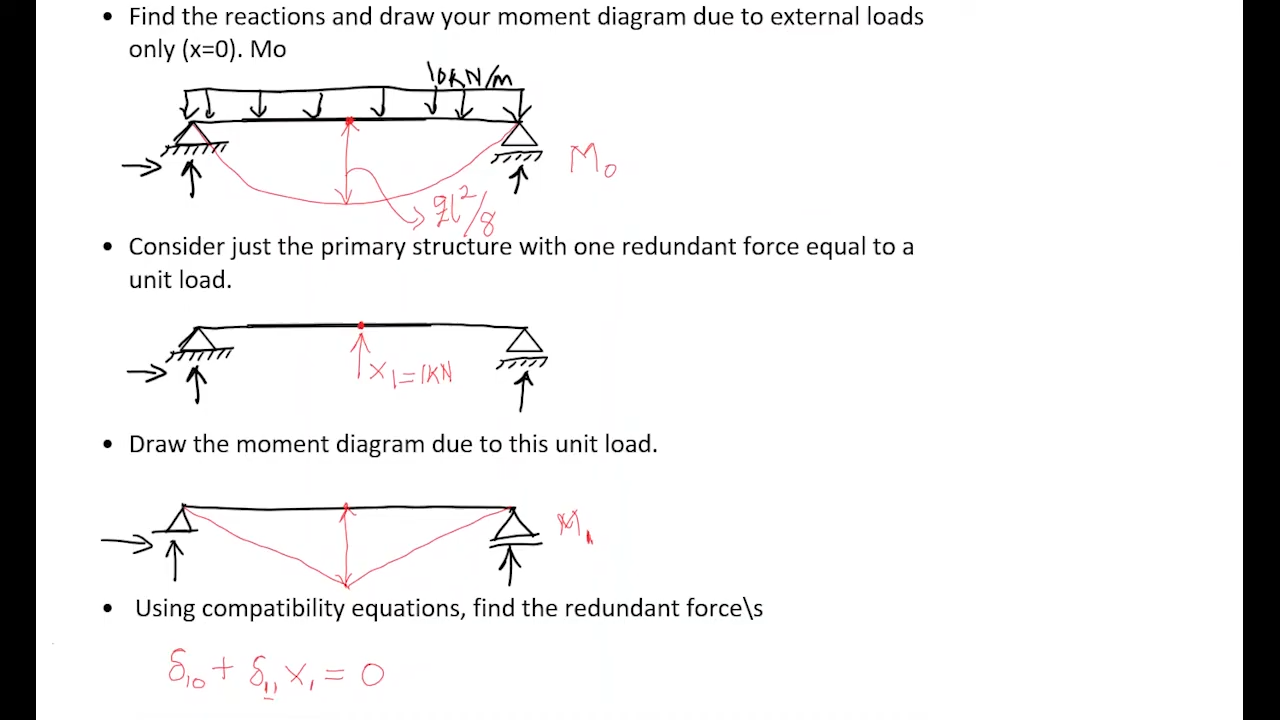 • Find the reactions and draw your moment diagram due to external loads
only (x=0). Mo
10KN/m
M₀
ql²/8
• Consider just the primary structure with one redundant force equal to a
unit load.
X₁=1KN
• Draw the moment diagram due to this unit load.
M₁
• Using compatibility equations, find the redundant force\s
δ₁₀ + δ₁₁ X₁ = 0